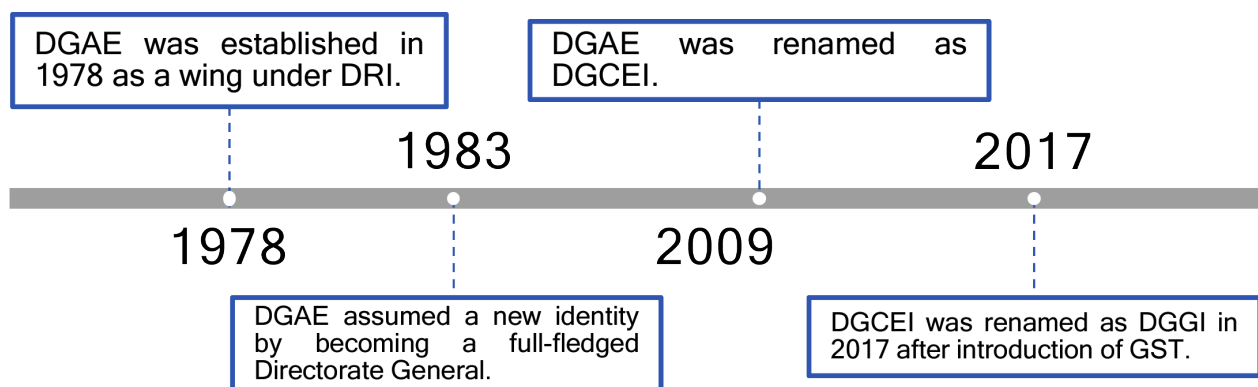 DGAE was established in
1978 as a wing under DRI.
DGAE was renamed as
DGCEI.
1983
2017
1978
2009
DGAE assumed a new identity
by becoming a full-fledged
Directorate General.
DGCEI was renamed as DGGI in
2017 after introduction of GST.